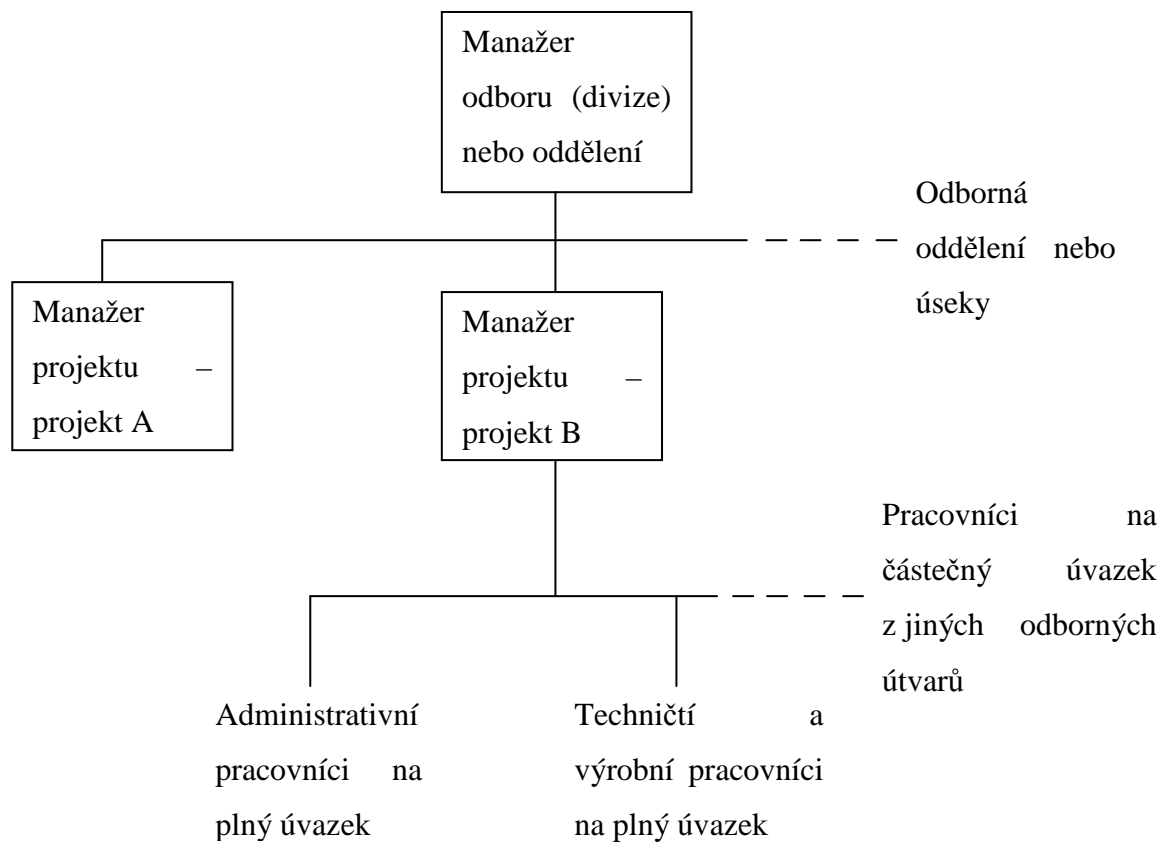 Manažer
odboru (divize)
nebo oddělení
Odborná
oddělení nebo
úseky
Manažer
projektu –
projekt A
Manažer
projektu –
projekt B
Pracovníci na
částečný úvazek
z jiných odborných
útvarů
Administrativní
pracovníci na
plný úvazek
Techničtí a
výrobní pracovníci
na plný úvazek